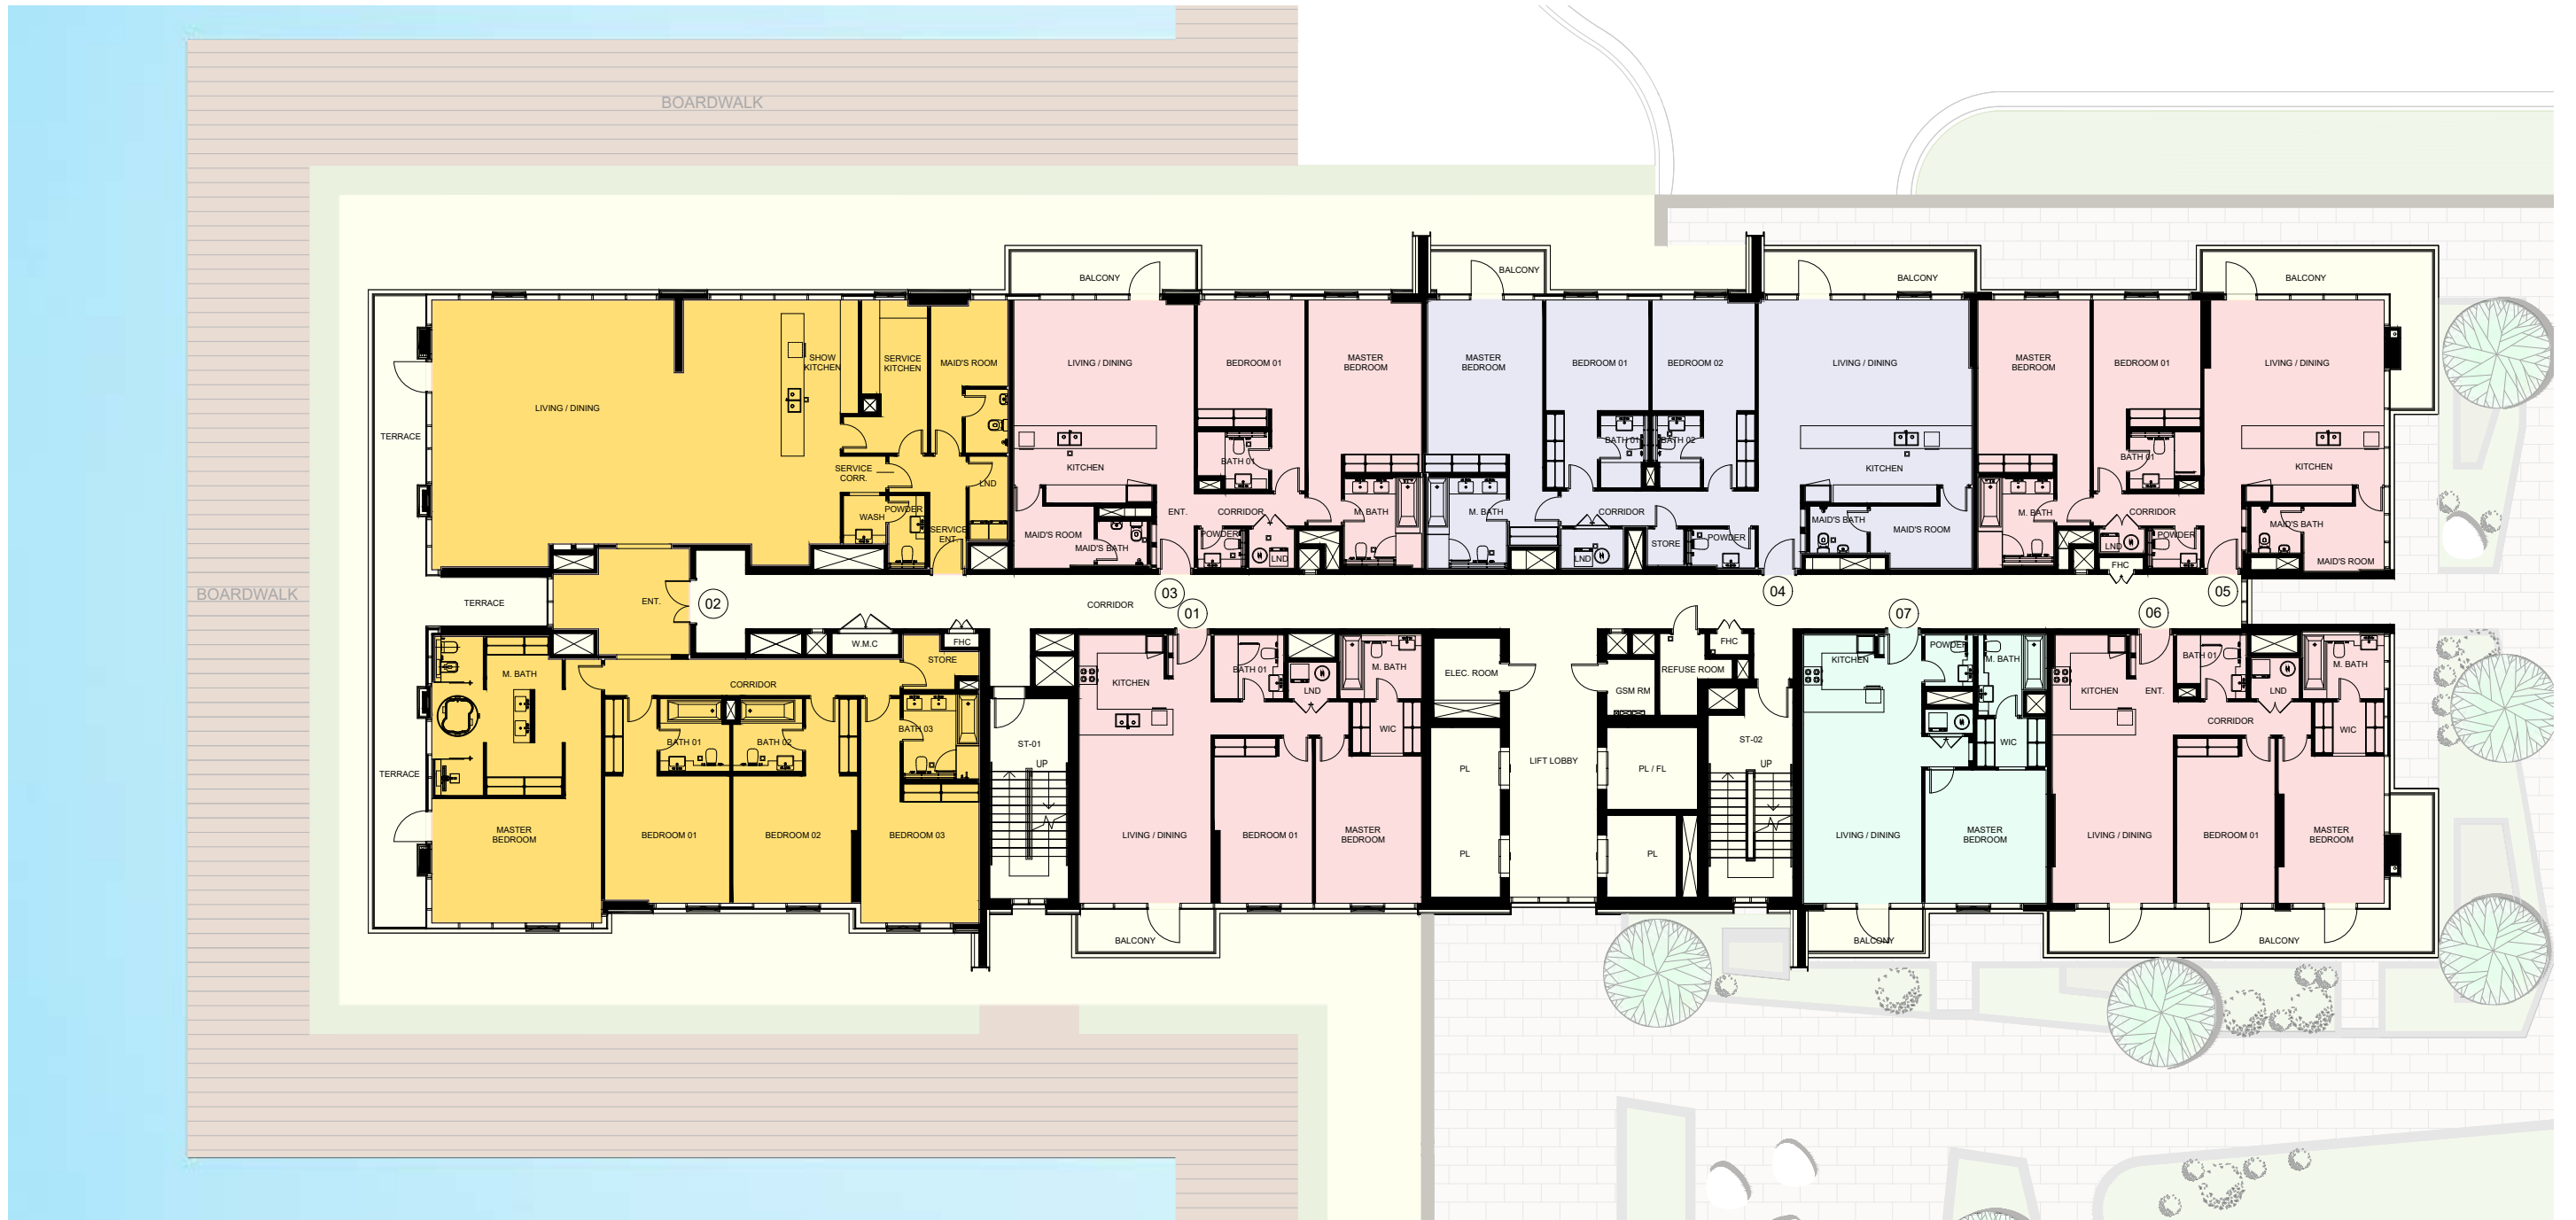 BOARDWALK
BOARDWALK
TERRACE
LIVING / DINING
SHOW
KITCHEN
SERVICE
KITCHEN
MAID'S ROOM
SERVICE
CORR.
LND
WASH
POWDER
SERVICE
ENT.
TERRACE
ENT.
02
W.M.C
FHC
STORE
M. BATH
CORRIDOR
BATH 01
BATH 02
BATH 03
TERRACE
MASTER
BEDROOM
BEDROOM 01
BEDROOM 02
BEDROOM 03
BALCONY
LIVING / DINING
BEDROOM 01
MASTER
BEDROOM
BATH 01
KITCHEN
ENT.
CORRIDOR
M. BATH
MAID'S ROOM
MAID'S BATH
POWDER
LND
03
CORRIDOR
01
KITCHEN
BATH 01
LND
M. BATH
WIC
LIVING / DINING
BEDROOM 01
MASTER
BEDROOM
BALCONY
ST-01
UP
BALCONY
MASTER
BEDROOM
BEDROOM 01
BEDROOM 02
LIVING / DINING
BALCONY
BATH 01
BATH 02
KITCHEN
M. BATH
CORRIDOR
STORE
POWDER
LND
MAID'S BATH
MAID'S ROOM
04
ELEC. ROOM
GSM RM
REFUSE ROOM
FHC
PL
LIFT LOBBY
PL / FL
PL
PL
ST-02
UP
MASTER
BEDROOM
BEDROOM 01
LIVING / DINING
BALCONY
BATH 01
KITCHEN
M. BATH
CORRIDOR
LND
POWDER
MAID'S BATH
MAID'S ROOM
FHC
05
07
KITCHEN
POWDER
M. BATH
WIC
LIVING / DINING
MASTER
BEDROOM
BALCONY
06
KITCHEN
ENT.
BATH 01
LND
M. BATH
CORRIDOR
WIC
LIVING / DINING
BEDROOM 01
MASTER
BEDROOM
BALCONY